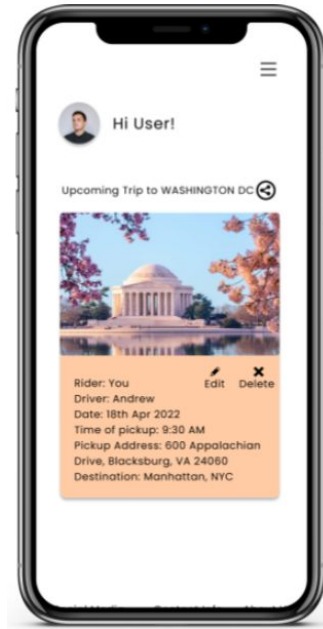 Hi User!
Upcoming Trip to WASHINGTON DC
Edit Delete
Rider: You
Driver: Andrew
Date: 18th Apr 2022
Time of pickup: 9:30 AM
Pickup Address: 600 Appalachian
Drive, Blacksburg, VA 24060
Destination: Manhattan, NYC